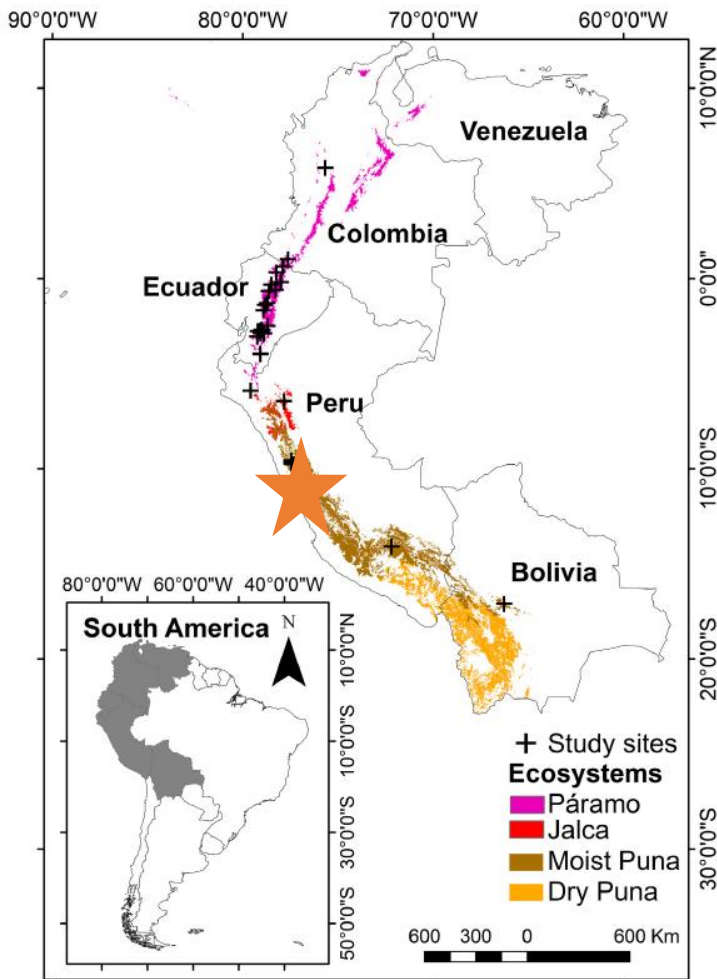 90°0'0"W 80°0'0"W 70°0'0"W 60°0'0"W
10°0'0"N
Venezuela
Colombia
0°0'0"
Ecuador
Peru
10°0'0"S
Bolivia
80°0'0"W 60°0'0"W 40°0'0"W
South America
N
10°0'0"N
20°0'0"S
10°0'0"S
Study sites
Ecosystems
Páramo
Jalca
30°0'0"S
30°0'0"S
Moist Puna
Dry Puna
50°0'0"S
600 300 0 600 Km